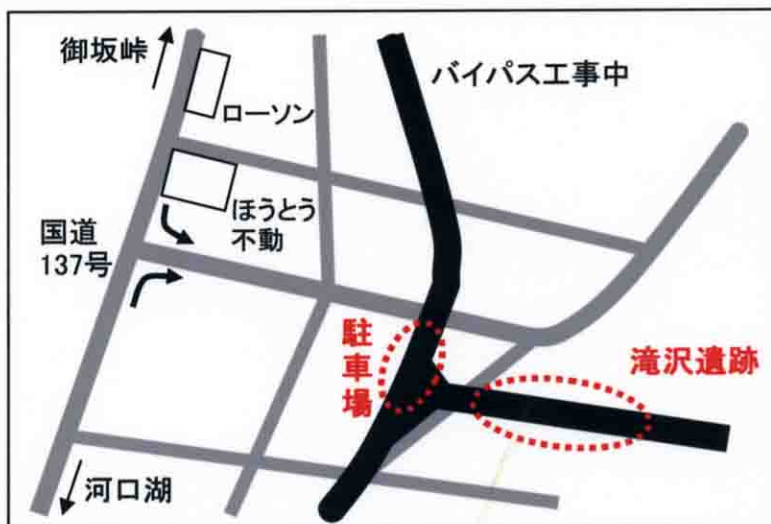 御坂峠
バイパス工事中
ローソン
ほうとう
不動
国道
137号
駐車場
滝沢遺跡
河口湖